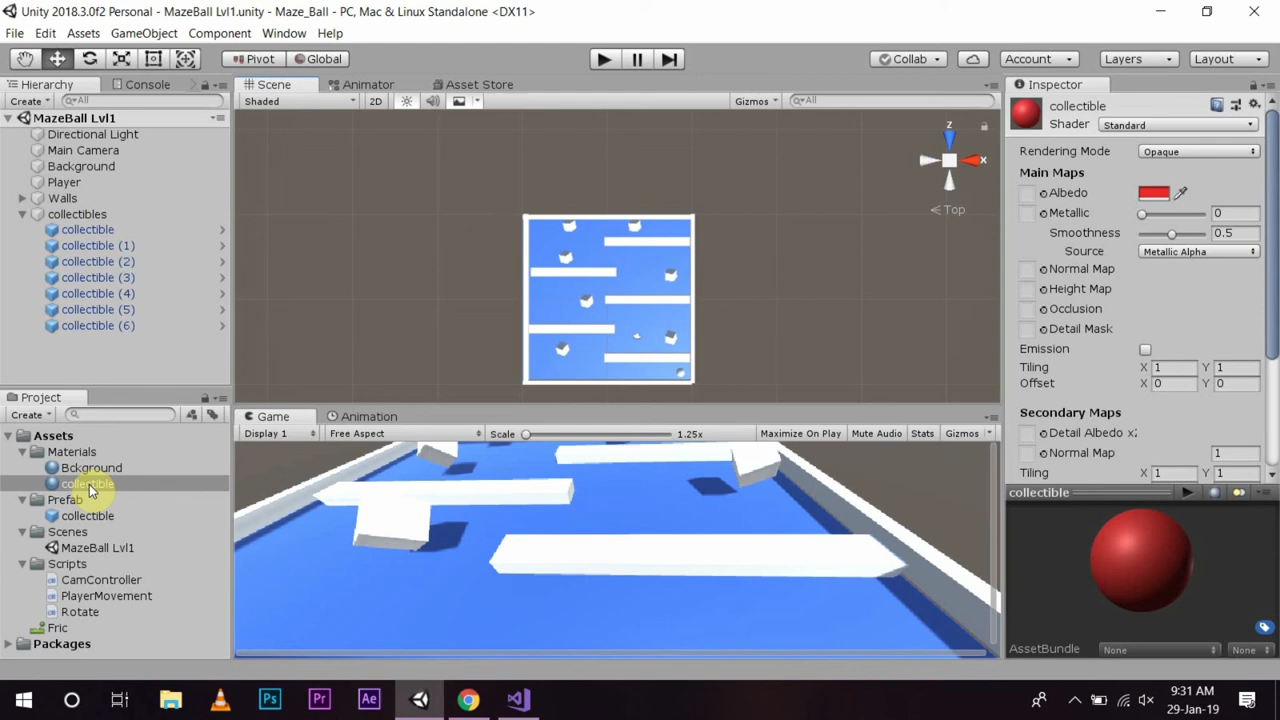 Unity 2018.3.0f2 Personal - MazeBall Lvl1.unity - Maze_Ball - PC, Mac & Linux Standalone <DX11>
File Edit Assets GameObject Component Window Help
Pivot Global Collab Account Layers Layout
Hierarchy Console
Create All
MazeBall Lvl1
Directional Light
Main Camera
Background
Player
Walls
collectibles
collectible
collectible (1)
collectible (2)
collectible (3)
collectible (4)
collectible (5)
collectible (6)
Project
Create
Assets
Materials
Bckground
collectible
Prefab
collectible
Scenes
MazeBall Lvl1
Scripts
CamController
PlayerMovement
Rotate
Fric
Packages
Scene Animator Asset Store
Shaded 2D Gizmos All
z
x
Top
Game Animation
Display 1 Free Aspect Scale 1.25x Maximize On Play Mute Audio Stats Gizmos
Inspector
collectible
Shader Standard
Rendering Mode Opaque
Main Maps
Albedo
Metallic 0
Smoothness 0.5
Source Metallic Alpha
Normal Map
Height Map
Occlusion
Detail Mask
Emission
Tiling X 1 Y 1
Offset X 0 Y 0
Secondary Maps
Detail Albedo x2
Normal Map 1
Tiling X 1 Y 1
collectible
AssetBundle None None
Ps Pr Ae
9:31 AM
29-Jan-19